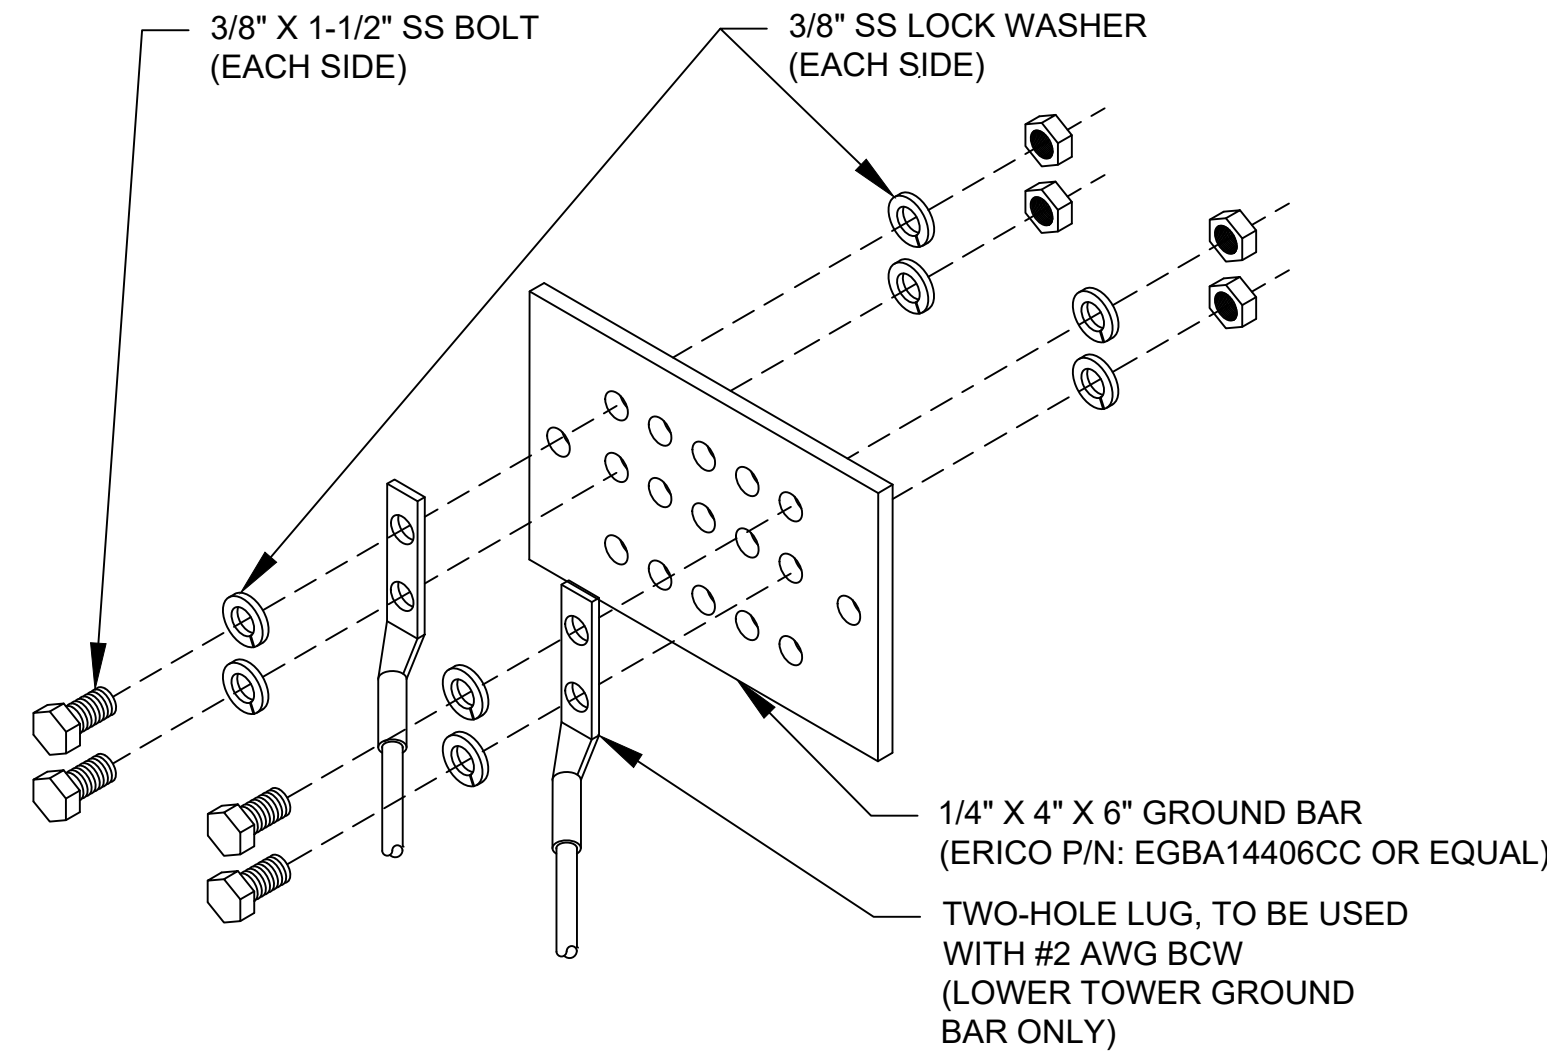 3/8" X 1-1/2" SS BOLT
(EACH SIDE)
3/8" SS LOCK WASHER
(EACH SIDE)
1/4" X 4" X 6" GROUND BAR
(ERICO P/N: EGBA14406CC OR EQUAL)
TWO-HOLE LUG, TO BE USED
WITH #2 AWG BCW
(LOWER TOWER GROUND
BAR ONLY)